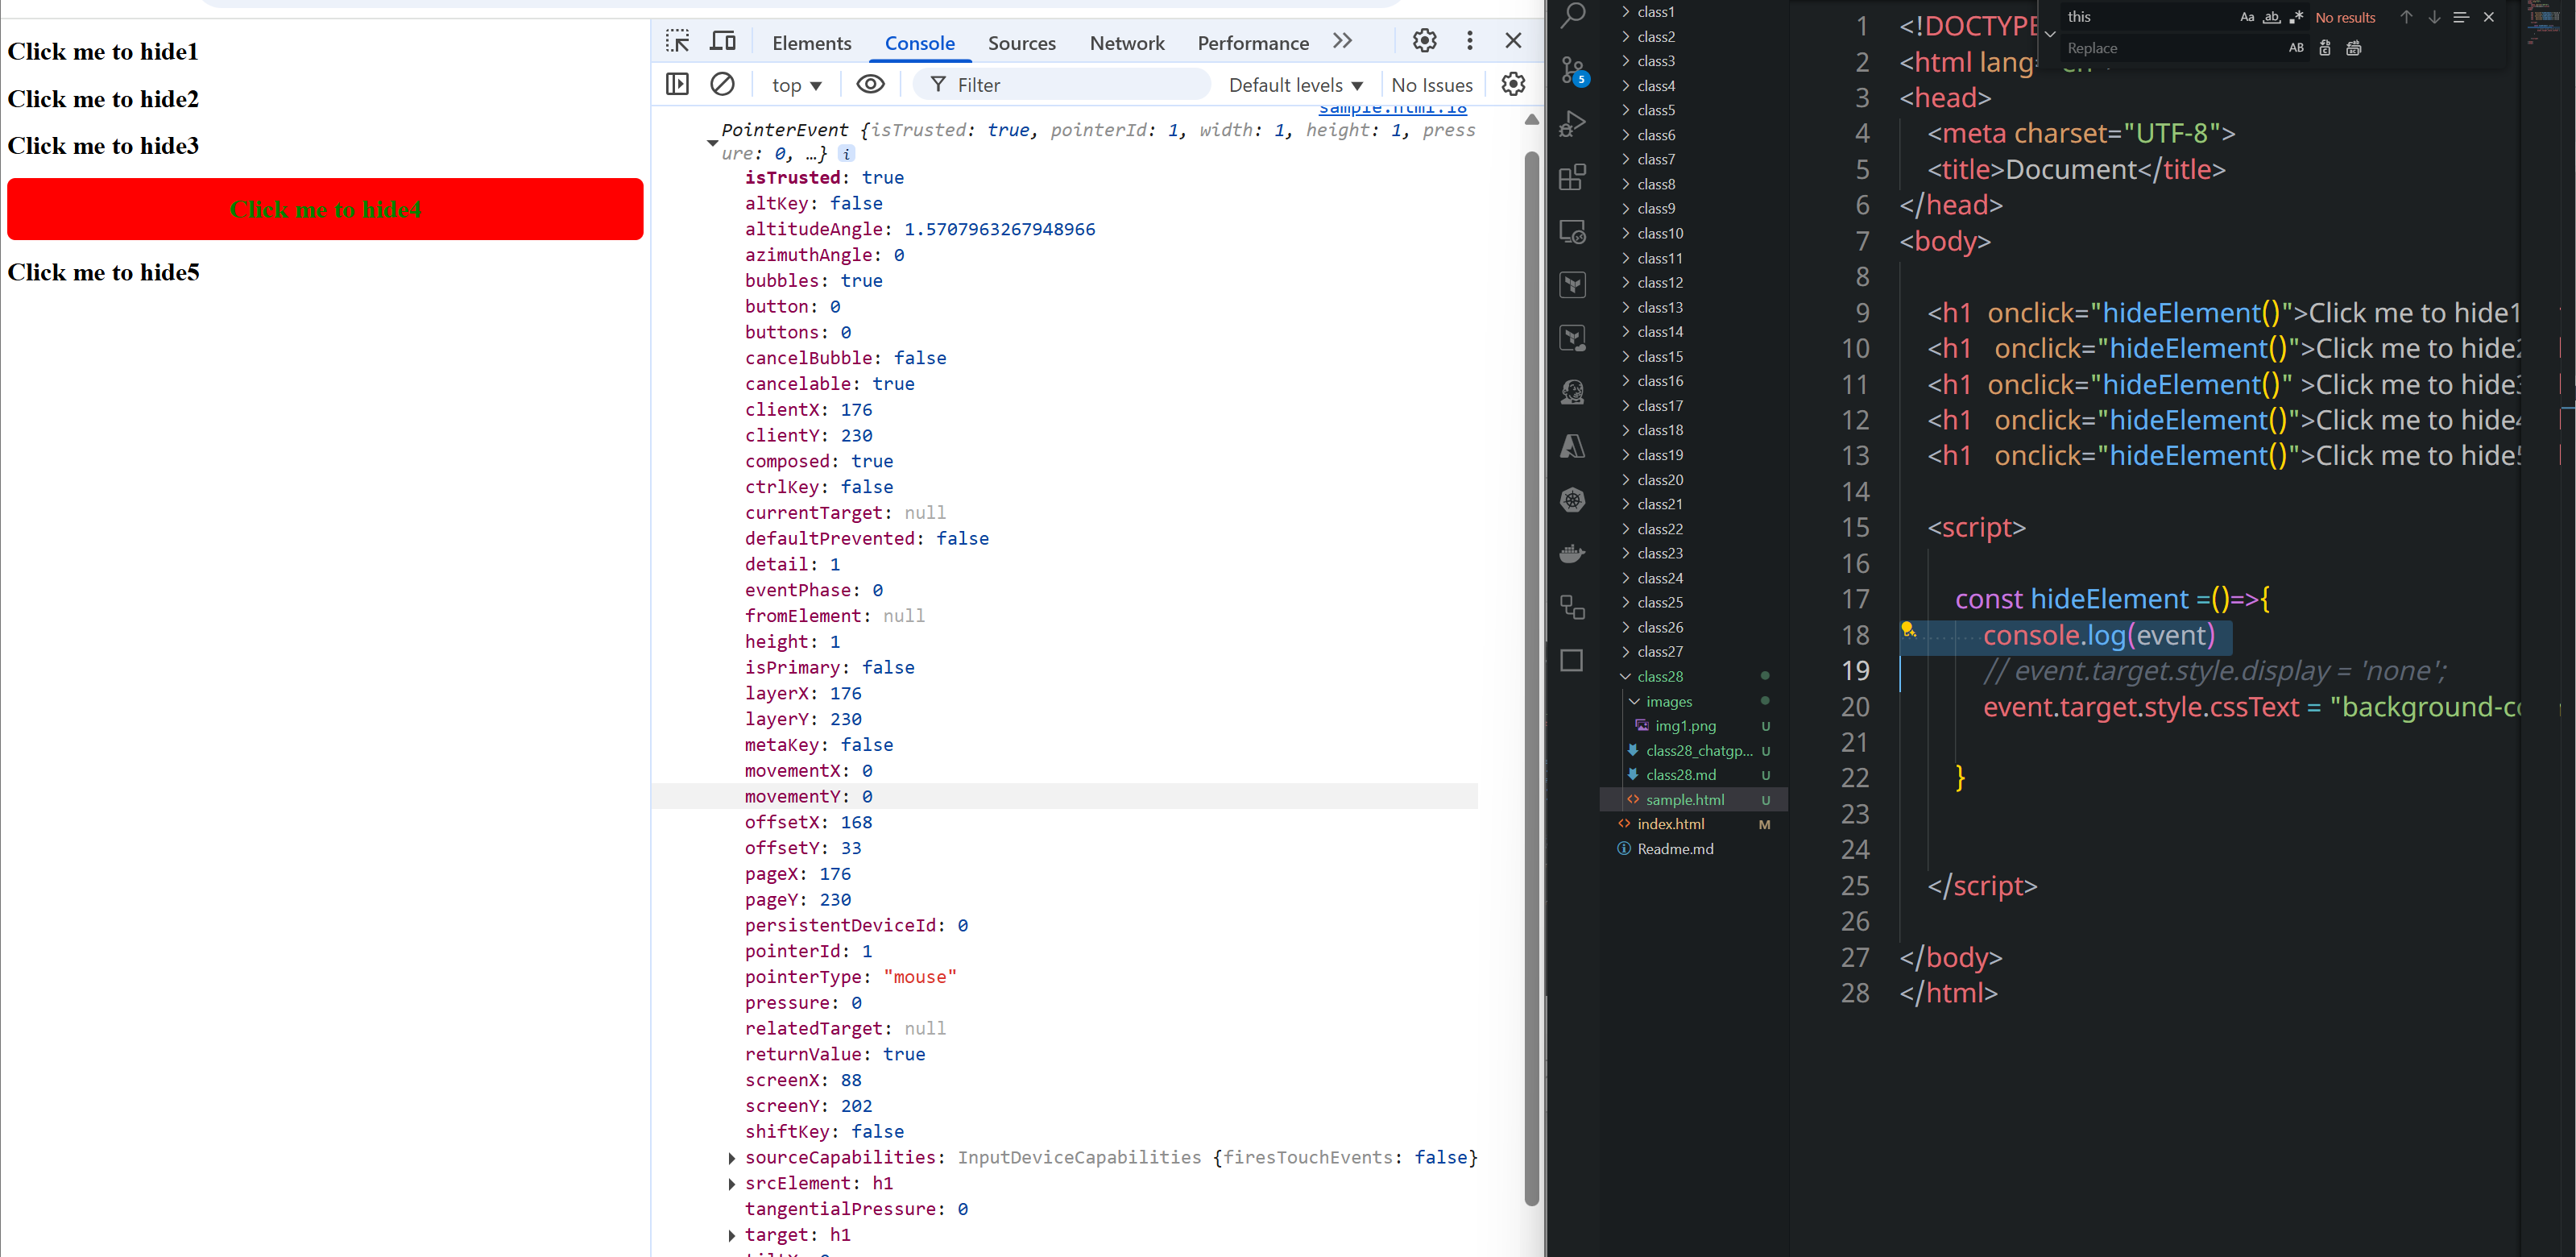 Click me to hide1
Click me to hide2
Click me to hide3
Click me to hide4
Click me to hide5
Elements Console Sources Network Performance
top Filter Default levels No Issues
sample.html:18
PointerEvent {isTrusted: true, pointerId: 1, width: 1, height: 1, press
ure: 0, …} i
isTrusted: true
altKey: false
altitudeAngle: 1.5707963267948966
azimuthAngle: 0
bubbles: true
button: 0
buttons: 0
cancelBubble: false
cancelable: true
clientX: 176
clientY: 230
composed: true
ctrlKey: false
currentTarget: null
defaultPrevented: false
detail: 1
eventPhase: 0
fromElement: null
height: 1
isPrimary: false
layerX: 176
layerY: 230
metaKey: false
movementX: 0
movementY: 0
offsetX: 168
offsetY: 33
pageX: 176
pageY: 230
persistentDeviceId: 0
pointerId: 1
pointerType: "mouse"
pressure: 0
relatedTarget: null
returnValue: true
screenX: 88
screenY: 202
shiftKey: false
sourceCapabilities: InputDeviceCapabilities {firesTouchEvents: false}
srcElement: h1
tangentialPressure: 0
target: h1
5
class1
class2
class3
class4
class5
class6
class7
class8
class9
class10
class11
class12
class13
class14
class15
class16
class17
class18
class19
class20
class21
class22
class23
class24
class25
class26
class27
class28
images
img1.png U
class28_chatgp... U
class28.md U
sample.html U
index.html M
Readme.md
this Aa ab .* No results
Replace AB
1 <!DOCTYPE
2 <html lang=
3 <head>
4 <meta charset="UTF-8">
5 <title>Document</title>
6 </head>
7 <body>
8
9 <h1 onclick="hideElement()">Click me to hide1
10 <h1 onclick="hideElement()">Click me to hide2
11 <h1 onclick="hideElement()" >Click me to hide3
12 <h1 onclick="hideElement()">Click me to hide4
13 <h1 onclick="hideElement()">Click me to hide5
14
15 <script>
16
17 const hideElement =()=>{
18 console.log(event)
19 // event.target.style.display = 'none';
20 event.target.style.cssText = "background-co
21
22 }
23
24
25 </script>
26
27 </body>
28 </html>